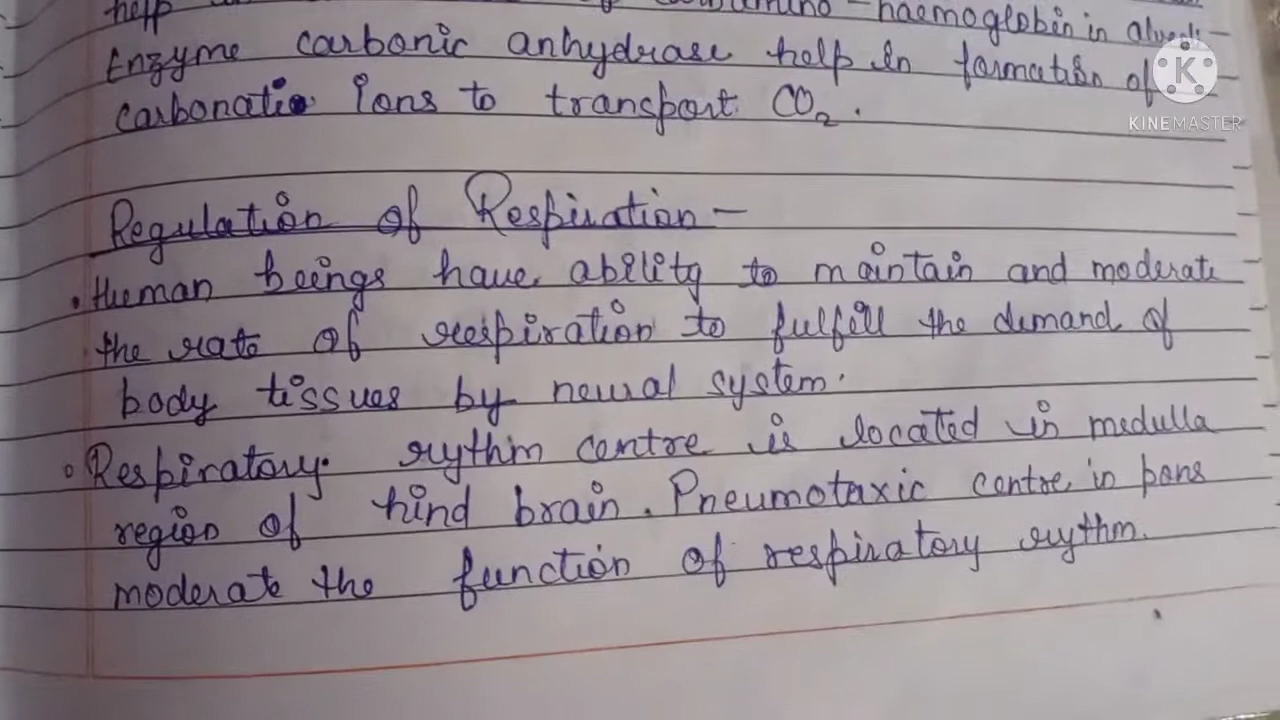 help
haemoglobin in
Enzyme carbonic anhydrase help in formation of
carbonatic ions to transport CO₂.
Regulation of Respiration –
• Human beings have ability to maintain and moderate
the rate of respiration to fulfill the demand of
body tissues by neural system.
• Respiratory rythm centre is located in medulla
region of hind brain. Pneumotaxic centre in pons
moderate the function of respiratory rythm.
K
KINEMASTER